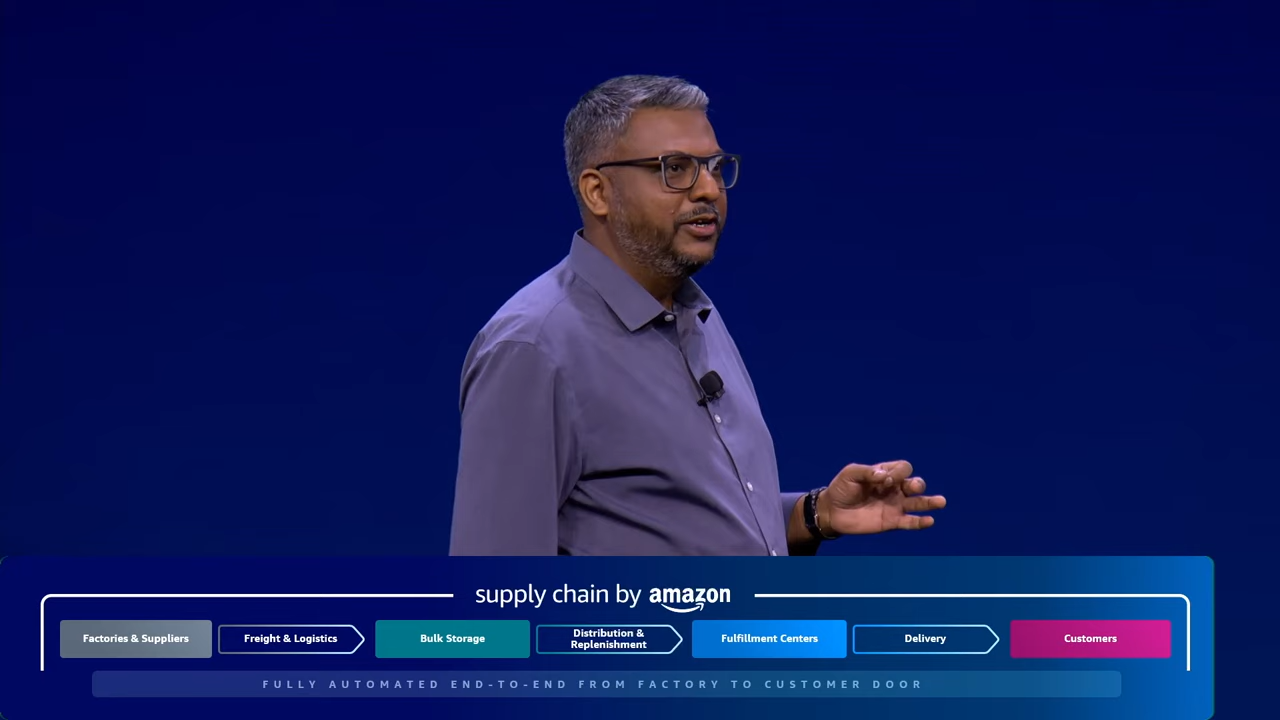 supply chain by amazon
Factories & Suppliers
Freight & Logistics
Bulk Storage
Distribution &
Replenishment
Fulfillment Centers
Delivery
Customers
FULLY AUTOMATED END-TO-END FROM FACTORY TO CUSTOMER DOOR